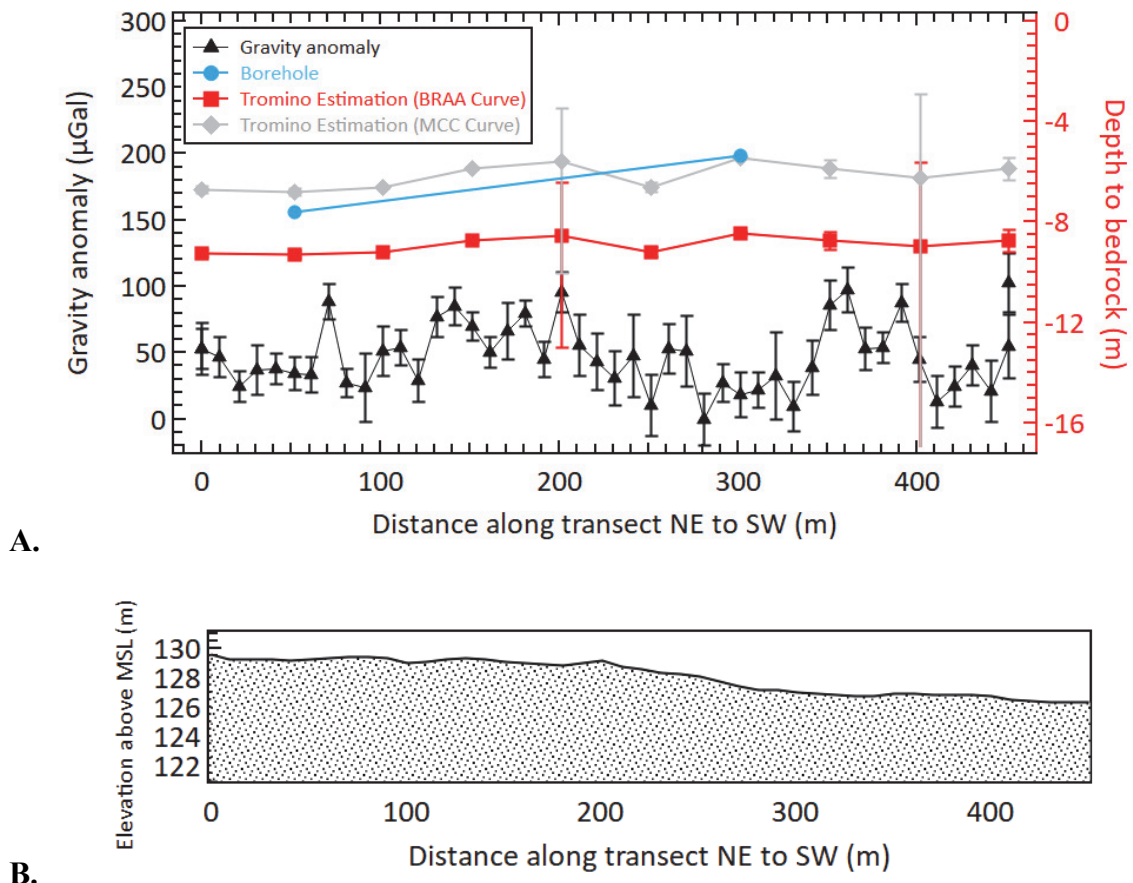 300
250
200
150
100
50
0
Gravity anomaly (μGal)
Gravity anomaly
Borehole
Tromino Estimation (BRAA Curve)
Tromino Estimation (MCC Curve)
0
-4
-8
-12
-16
Depth to
bedrock (m)
0 100 200 300 400
Distance along transect NE to SW (m)
A.
Elevation above MSL (m)
130
128
126
124
122
0 100 200 300 400
Distance along transect NE to SW (m)
B.